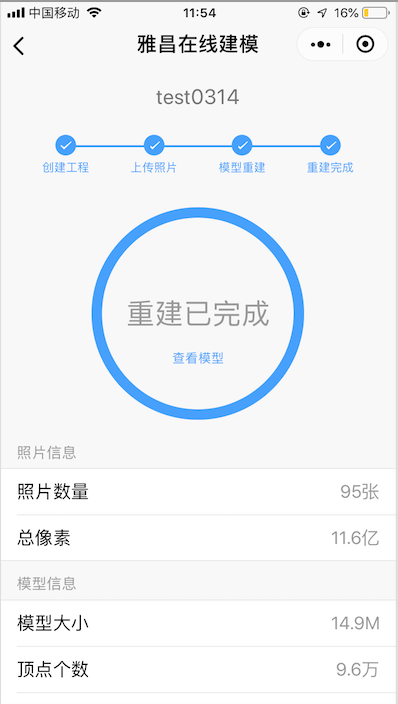 中国移动 11:54 16%
雅昌在线建模
test0314
创建工程 上传照片 模型重建 重建完成
重建已完成
查看模型
照片信息
照片数量 95张
总像素 11.6亿
模型信息
模型大小 14.9M
顶点个数 9.6万